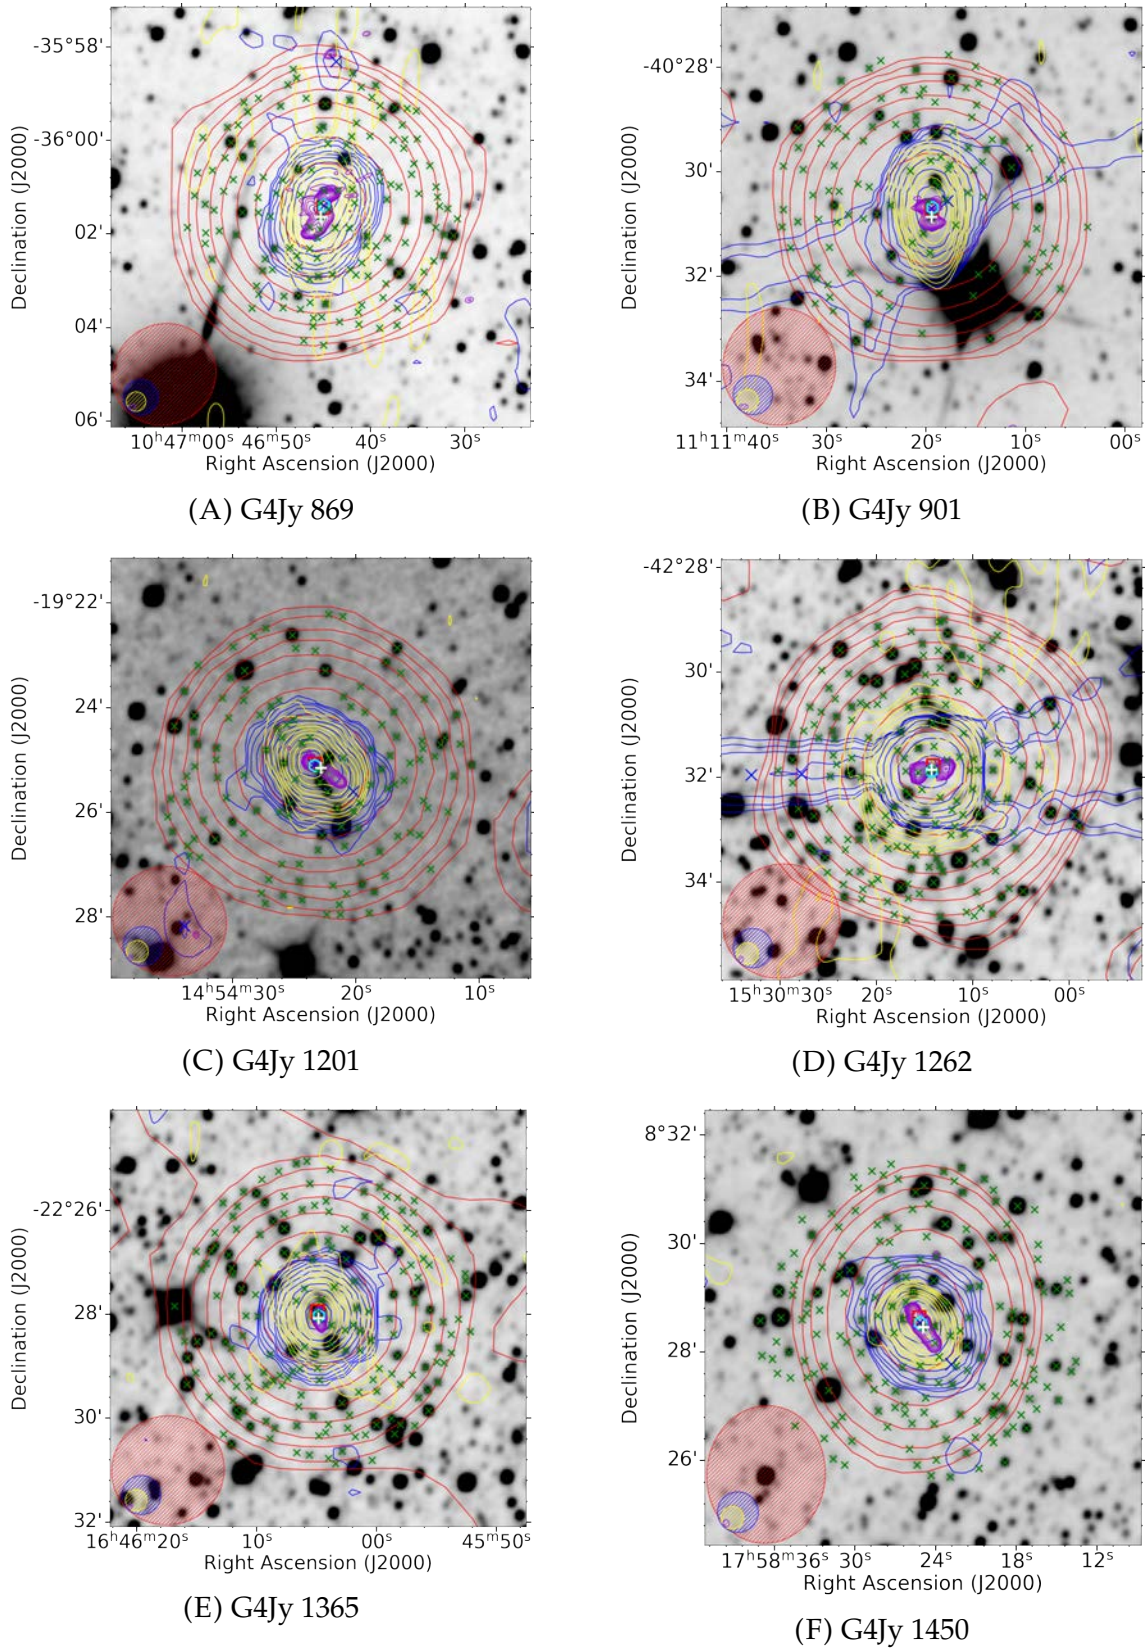 -35°58'
-36°00'
02'
04'
06'
Declination (J2000)
10ʰ47ᵐ00ˢ 46ᵐ50ˢ 40ˢ 30ˢ
Right Ascension (J2000)
(A) G4Jy 869
-40°28'
30'
32'
34'
Declination (J2000)
11ʰ11ᵐ40ˢ 30ˢ 20ˢ 10ˢ 00ˢ
Right Ascension (J2000)
(B) G4Jy 901
-19°22'
24'
26'
28'
Declination (J2000)
14ʰ54ᵐ30ˢ 20ˢ 10ˢ
Right Ascension (J2000)
(C) G4Jy 1201
-42°28'
30'
32'
34'
Declination (J2000)
15ʰ30ᵐ30ˢ 20ˢ 10ˢ 00ˢ
Right Ascension (J2000)
(D) G4Jy 1262
-22°26'
28'
30'
32'
Declination (J2000)
16ʰ46ᵐ20ˢ 10ˢ 00ˢ 45ᵐ50ˢ
Right Ascension (J2000)
(E) G4Jy 1365
8°32'
30'
28'
26'
Declination (J2000)
17ʰ58ᵐ36ˢ 30ˢ 24ˢ 18ˢ 12ˢ
Right Ascension (J2000)
(F) G4Jy 1450